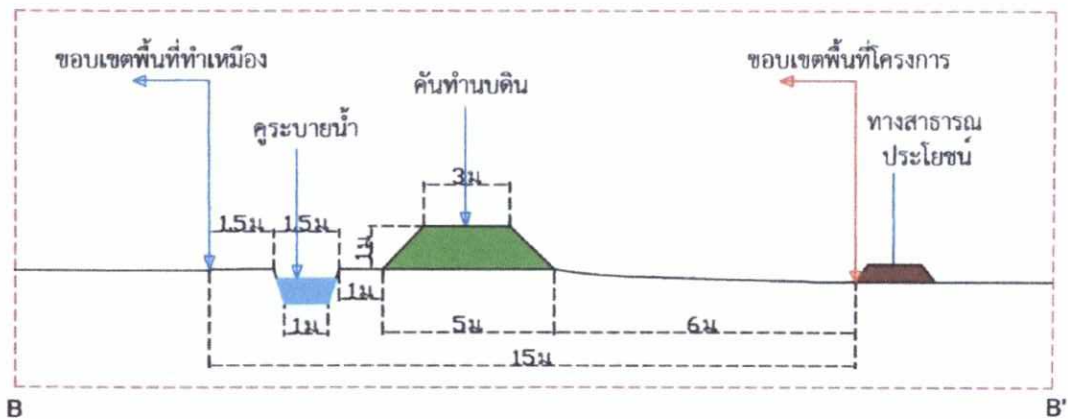 ขอบเขตพื้นที่ทำเหมือง
ขอบเขตพื้นที่โครงการ
คันทำนบดิน
คูระบายน้ำ
ทางสาธารณ
ประโยชน์
3ม
1.5ม
1.5ม
1ม
1ม
1ม
5ม
6ม
15ม
B
B'